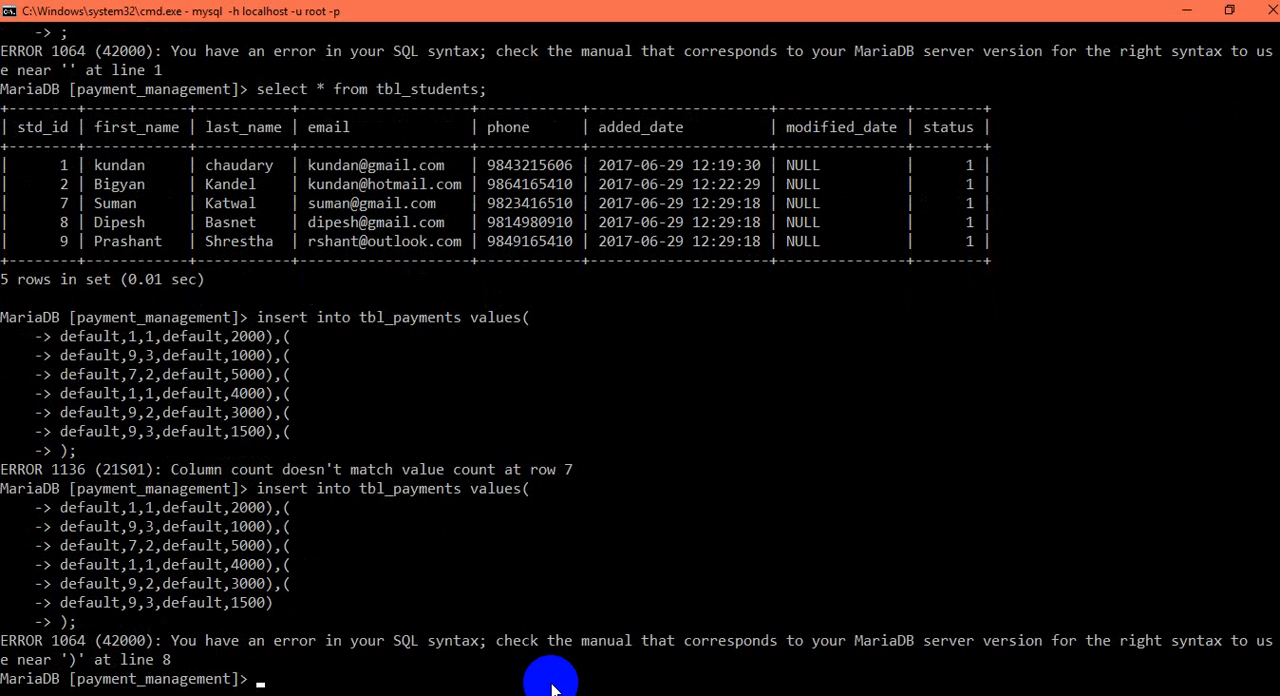 C:\Windows\system32\cmd.exe - mysql -h localhost -u root -p
-> ;
ERROR 1064 (42000): You have an error in your SQL syntax; check the manual that corresponds to your MariaDB server version for the right syntax to us
e near '' at line 1
MariaDB [payment_management]> select * from tbl_students;
+--------+------------+-----------+--------------------+------------+---------------------+---------------+--------+
| std_id | first_name | last_name | email | phone | added_date | modified_date | status |
+--------+------------+-----------+--------------------+------------+---------------------+---------------+--------+
| 1 | kundan | chaudary | kundan@gmail.com | 9843215606 | 2017-06-29 12:19:30 | NULL | 1 |
| 2 | Bigyan | Kandel | kundan@hotmail.com | 9864165410 | 2017-06-29 12:22:29 | NULL | 1 |
| 7 | Suman | Katwal | suman@gmail.com | 9823416510 | 2017-06-29 12:29:18 | NULL | 1 |
| 8 | Dipesh | Basnet | dipesh@gmail.com | 9814980910 | 2017-06-29 12:29:18 | NULL | 1 |
| 9 | Prashant | Shrestha | rshant@outlook.com | 9849165410 | 2017-06-29 12:29:18 | NULL | 1 |
+--------+------------+-----------+--------------------+------------+---------------------+---------------+--------+
5 rows in set (0.01 sec)
MariaDB [payment_management]> insert into tbl_payments values(
-> default,1,1,default,2000),(
-> default,9,3,default,1000),(
-> default,7,2,default,5000),(
-> default,1,1,default,4000),(
-> default,9,2,default,3000),(
-> default,9,3,default,1500),(
-> );
ERROR 1136 (21S01): Column count doesn't match value count at row 7
MariaDB [payment_management]> insert into tbl_payments values(
-> default,1,1,default,2000),(
-> default,9,3,default,1000),(
-> default,7,2,default,5000),(
-> default,1,1,default,4000),(
-> default,9,2,default,3000),(
-> default,9,3,default,1500)
-> );
ERROR 1064 (42000): You have an error in your SQL syntax; check the manual that corresponds to your MariaDB server version for the right syntax to us
e near ')' at line 8
MariaDB [payment_management]> _